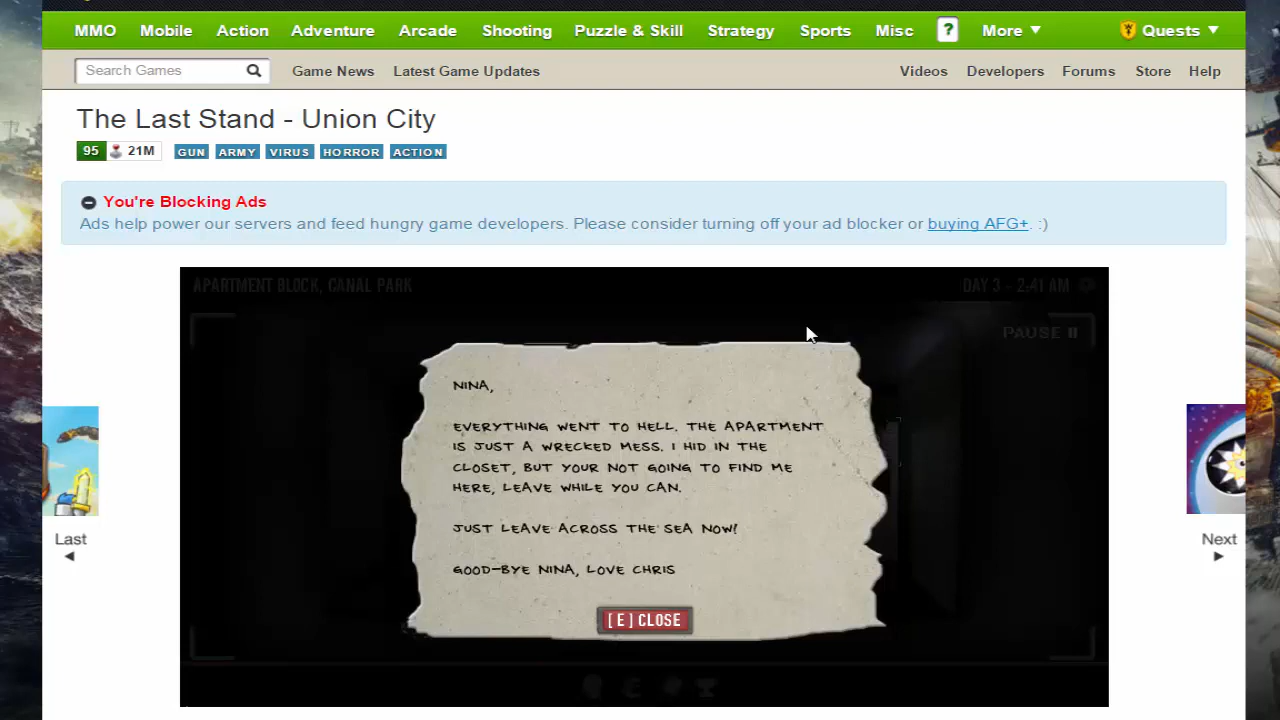 MMO Mobile Action Adventure Arcade Shooting Puzzle & Skill Strategy Sports Misc ? More Quests
Search Games Game News Latest Game Updates Videos Developers Forums Store Help
The Last Stand - Union City
95 21M GUN ARMY VIRUS HORROR ACTION
You're Blocking Ads
Ads help power our servers and feed hungry game developers. Please consider turning off your ad blocker or buying AFG+. :)
APARTMENT BLOCK, CANAL PARK DAY 3 - 2:41 AM
PAUSE
NINA,
EVERYTHING WENT TO HELL. THE APARTMENT
IS JUST A WRECKED MESS. I HID IN THE
CLOSET, BUT YOUR NOT GOING TO FIND ME
HERE, LEAVE WHILE YOU CAN.
JUST LEAVE ACROSS THE SEA NOW!
GOOD-BYE NINA, LOVE CHRIS
[ E ] CLOSE
Last
Next